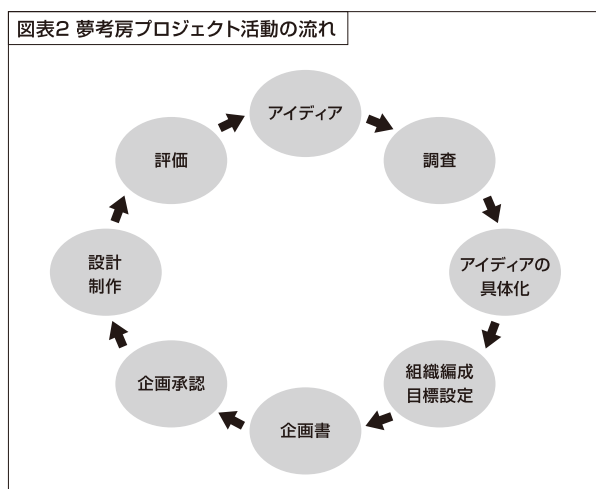 図表2 夢考房プロジェクト活動の流れ
アイディア
調査
アイディアの
具体化
組織編成
目標設定
企画書
企画承認
設計
制作
評価